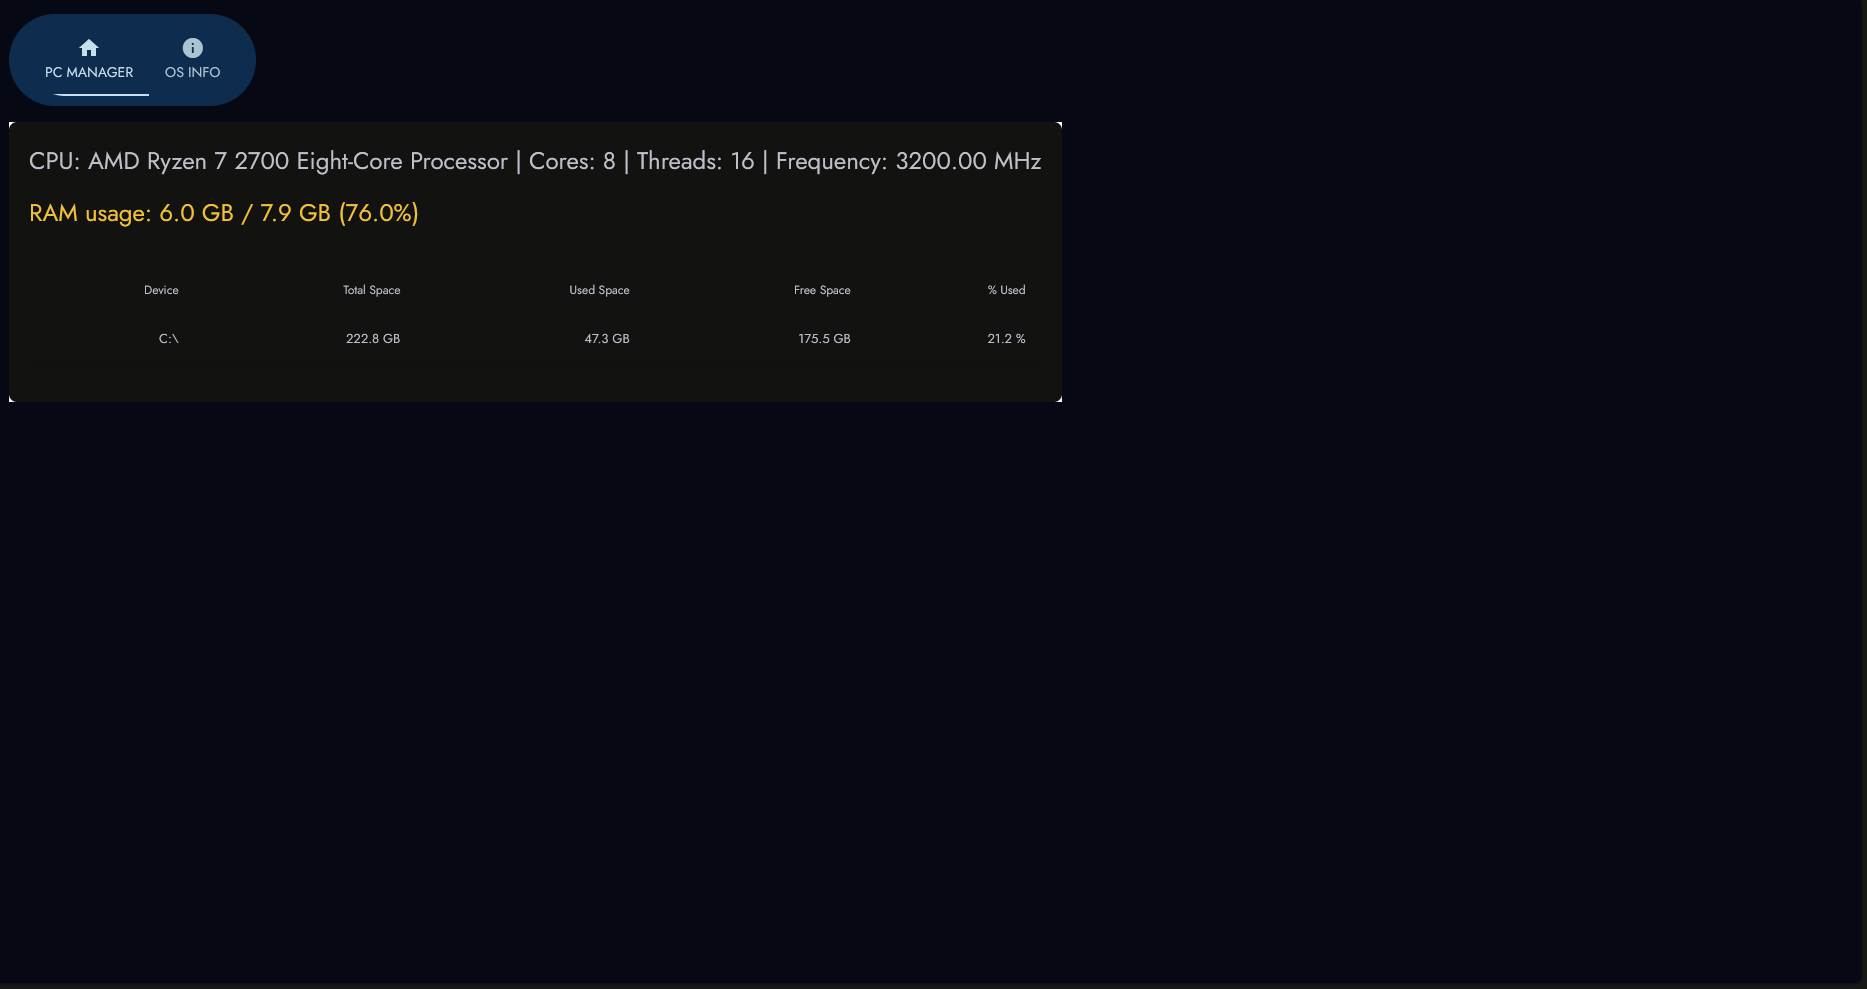 PC MANAGER OS INFO
CPU: AMD Ryzen 7 2700 Eight-Core Processor | Cores: 8 | Threads: 16 | Frequency: 3200.00 MHz
RAM usage: 6.0 GB / 7.9 GB (76.0%)
Device Total Space Used Space Free Space % Used
C:\ 222.8 GB 47.3 GB 175.5 GB 21.2 %